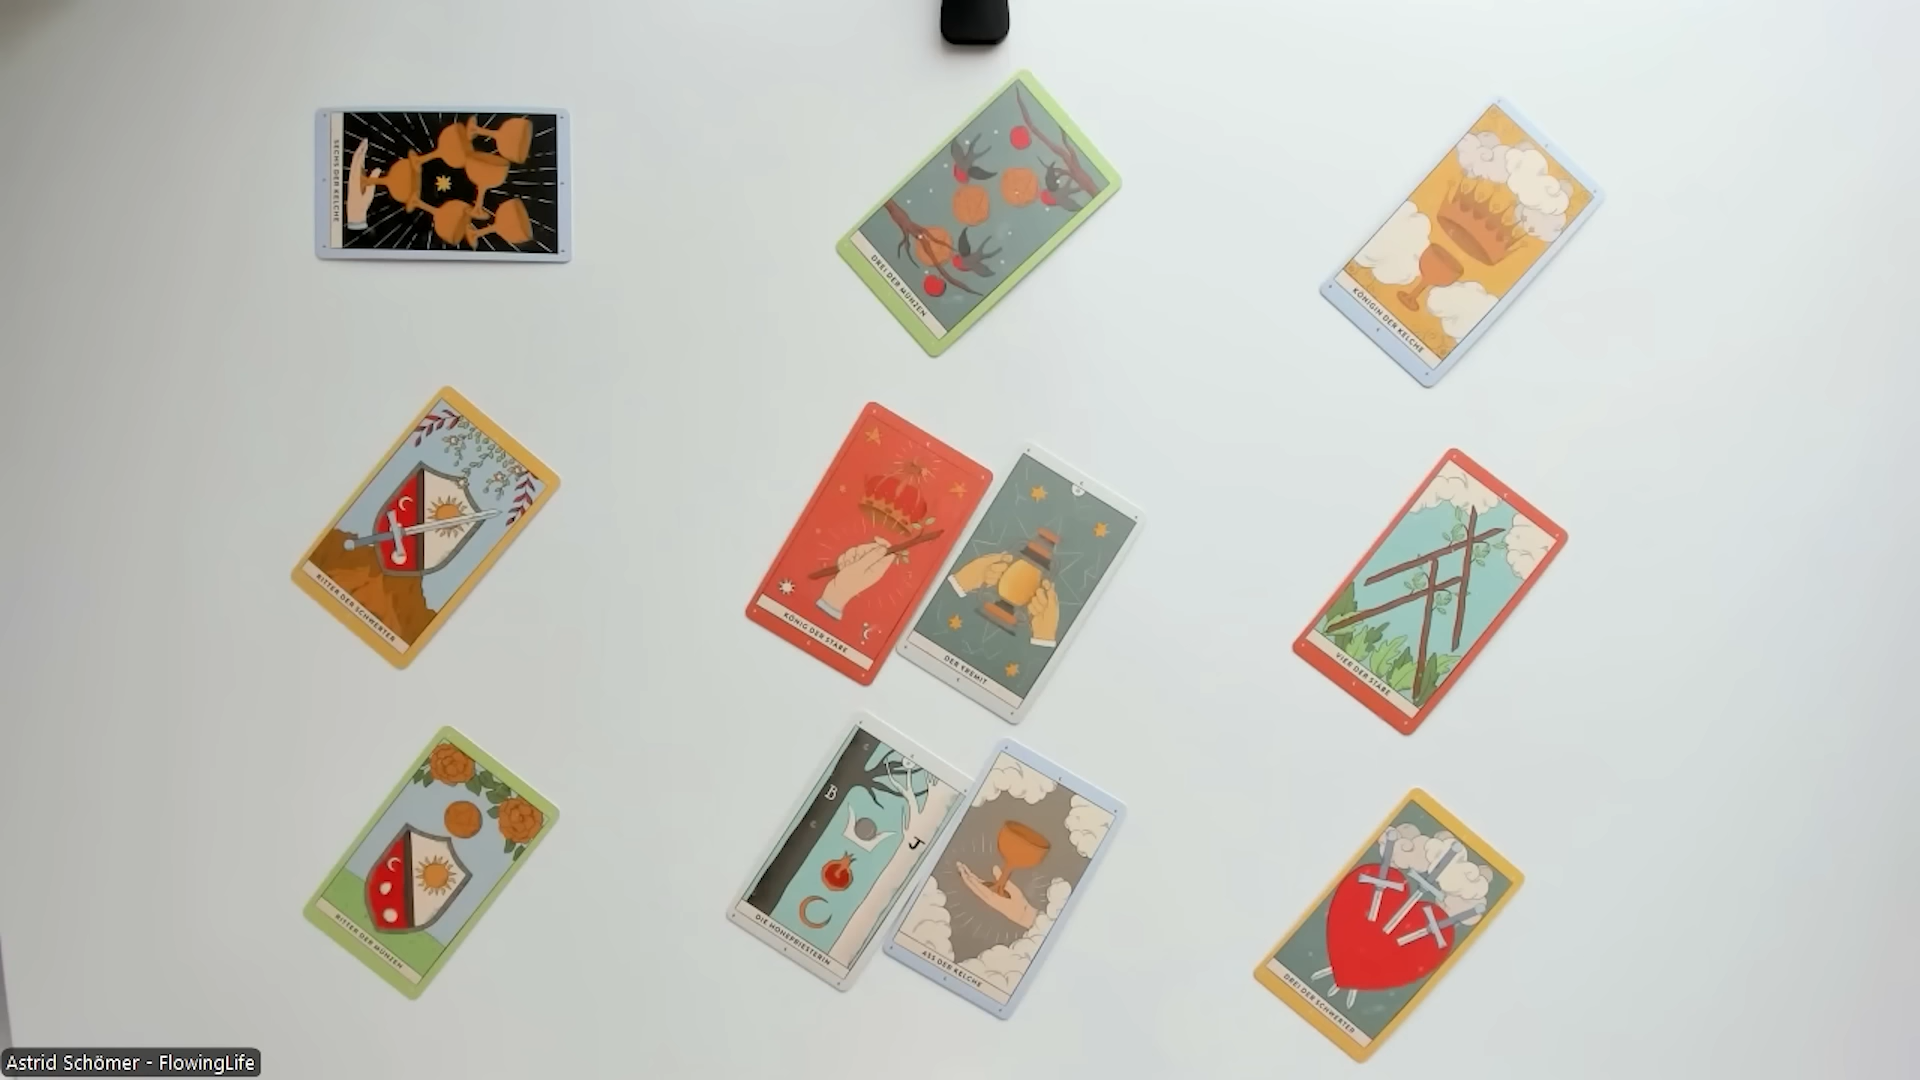 SECHS DER KELCHE
DREI DER MÜNZEN
KÖNIGIN DER KELCHE
RITTER DER SCHWERTER
KÖNIG DER STÄBE
DER EREMIT
VIER DER STÄBE
RITTER DER MÜNZEN
B
J
DIE HOHEPRIESTERIN
ASS DER KELCHE
DREI DER SCHWERTER
Astrid Schömer - FlowingLife